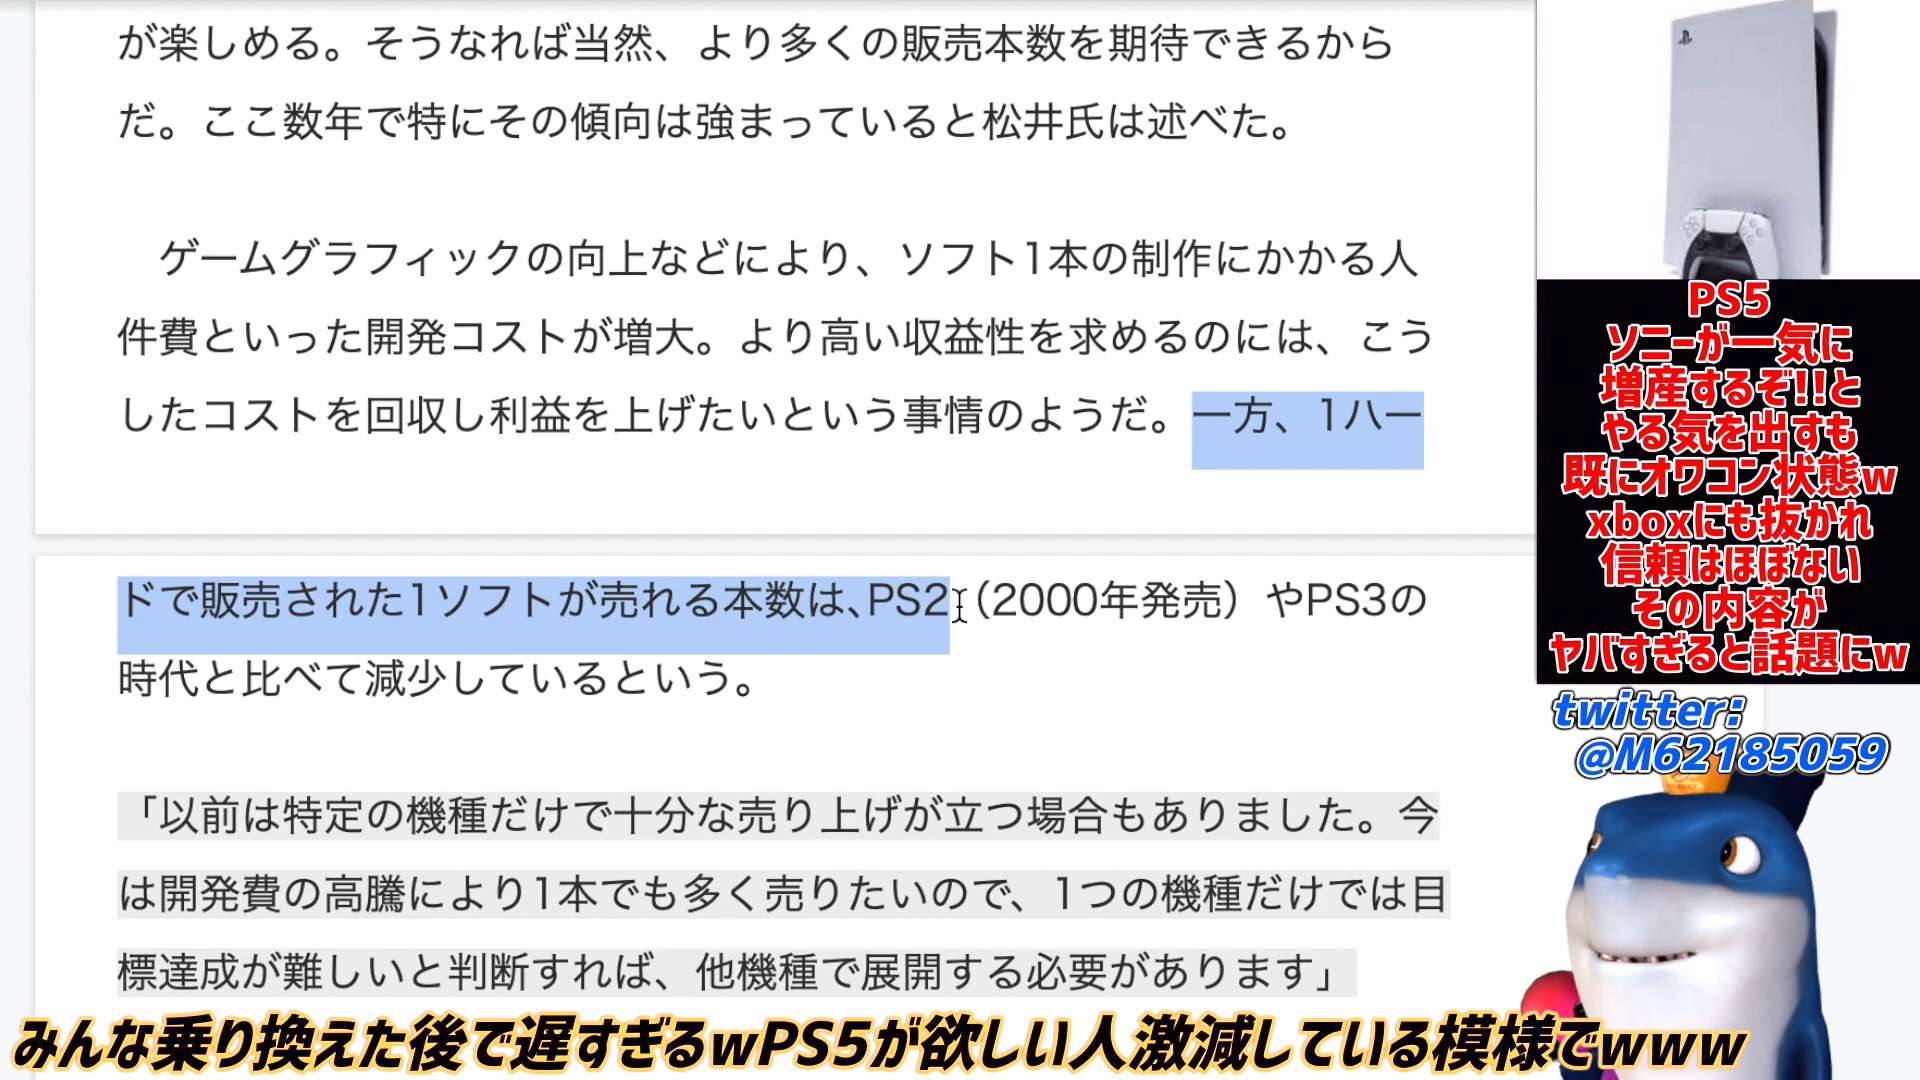 が楽しめる。そうなれば当然、より多くの販売本数を期待できるから
だ。ここ数年で特にその傾向は強まっていると松井氏は述べた。
ゲームグラフィックの向上などにより、ソフト1本の制作にかかる人
件費といった開発コストが増大。より高い収益性を求めるのには、こう
したコストを回収し利益を上げたいという事情のようだ。一方、1ハー
ドで販売された1ソフトが売れる本数は、PS2（2000年発売）やPS3の
時代と比べて減少しているという。
「以前は特定の機種だけで十分な売り上げが立つ場合もありました。今
は開発費の高騰により1本でも多く売りたいので、1つの機種だけでは目
標達成が難しいと判断すれば、他機種で展開する必要があります」
PS5
ソニーが一気に
増産するぞ!!と
やる気を出すも
既にオワコン状態w
xboxにも抜かれ
信頼はほぼない
その内容が
ヤバすぎると話題にw
twitter:
@M62185059
みんな乗り換えた後で遅すぎるwPS5が欲しい人激減している模様でwww